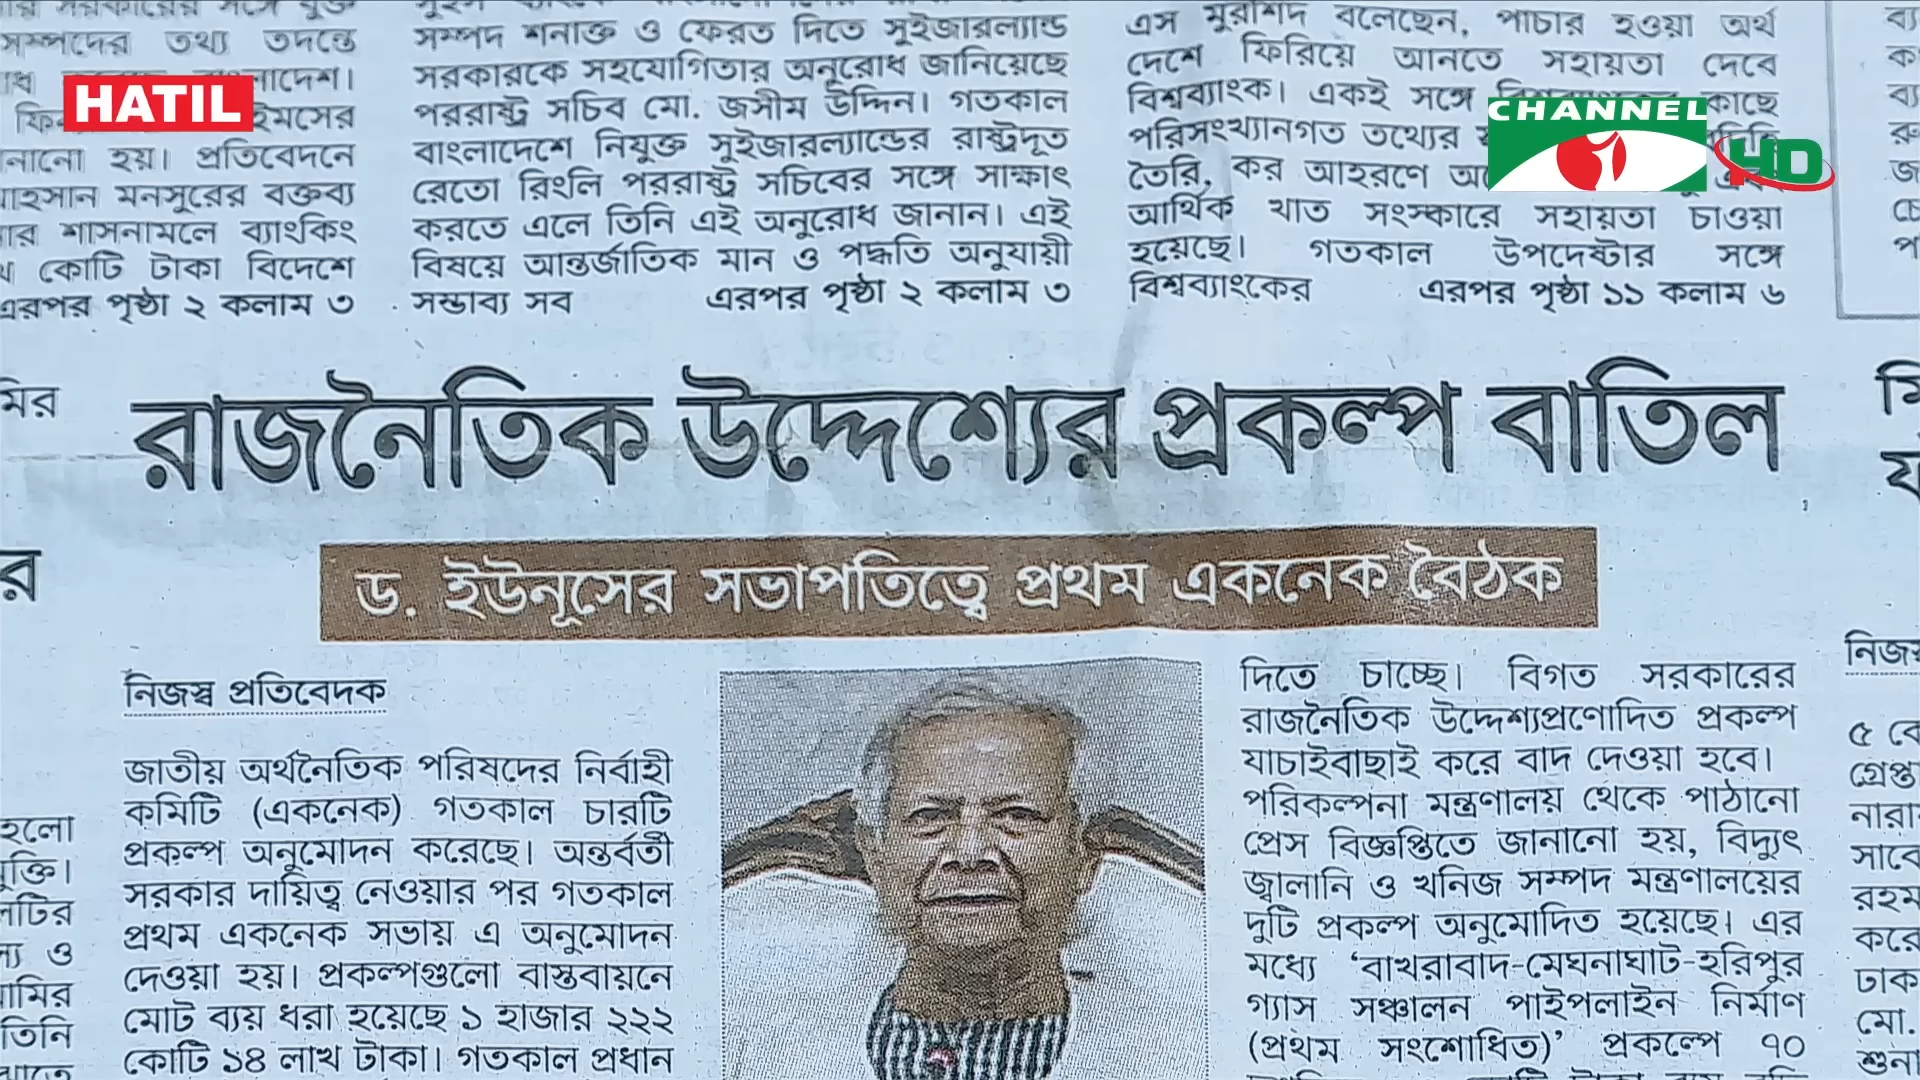 HATIL
CHANNEL
HD
সম্পদের তথ্য তদন্তে
নানো হয়। প্রতিবেদনে
আহসান মনসুরের বক্তব্য
শাসনামলে ব্যাংকিং
কোটি টাকা বিদেশে
এরপর পৃষ্ঠা ২ কলাম ৩
সম্পদ শনাক্ত ও ফেরত দিতে সুইজারল্যান্ড
সরকারকে সহযোগিতার অনুরোধ জানিয়েছে
পররাষ্ট্র সচিব মো. জসীম উদ্দিন। গতকাল
বাংলাদেশে নিযুক্ত সুইজারল্যান্ডের রাষ্ট্রদূত
রেতো রিংলি পররাষ্ট্র সচিবের সঙ্গে সাক্ষাৎ
করতে এলে তিনি এই অনুরোধ জানান। এই
বিষয়ে আন্তর্জাতিক মান ও পদ্ধতি অনুযায়ী
সম্ভাব্য সব এরপর পৃষ্ঠা ২ কলাম ৩
এস মুরশিদ বলেছেন, পাচার হওয়া অর্থ
দেশে ফিরিয়ে আনতে সহায়তা দেবে
বিশ্বব্যাংক। একই সঙ্গে কাছে
পরিসংখ্যানগত তথ্যের
তৈরি, কর আহরণে
আর্থিক খাত সংস্কারে সহায়তা চাওয়া
হয়েছে। গতকাল উপদেষ্টার সঙ্গে
বিশ্বব্যাংকের এরপর পৃষ্ঠা ১১ কলাম ৬
রাজনৈতিক উদ্দেশ্যের প্রকল্প বাতিল
ড. ইউনূসের সভাপতিত্বে প্রথম একনেক বৈঠক
নিজস্ব প্রতিবেদক
জাতীয় অর্থনৈতিক পরিষদের নির্বাহী
কমিটি (একনেক) গতকাল চারটি
প্রকল্প অনুমোদন করেছে। অন্তর্বর্তী
সরকার দায়িত্ব নেওয়ার পর গতকাল
প্রথম একনেক সভায় এ অনুমোদন
দেওয়া হয়। প্রকল্পগুলো বাস্তবায়নে
মোট ব্যয় ধরা হয়েছে ১ হাজার ২২২
কোটি ১৪ লাখ টাকা। গতকাল প্রধান
দিতে চাচ্ছে। বিগত সরকারের
রাজনৈতিক উদ্দেশ্যপ্রণোদিত প্রকল্প
যাচাইবাছাই করে বাদ দেওয়া হবে।
পরিকল্পনা মন্ত্রণালয় থেকে পাঠানো
প্রেস বিজ্ঞপ্তিতে জানানো হয়, বিদ্যুৎ
জ্বালানি ও খনিজ সম্পদ মন্ত্রণালয়ের
দুটি প্রকল্প অনুমোদিত হয়েছে। এর
মধ্যে ‘বাখরাবাদ-মেঘনাঘাট-হরিপুর
গ্যাস সঞ্চালন পাইপলাইন নির্মাণ
(প্রথম সংশোধিত)’ প্রকল্পে ৭০